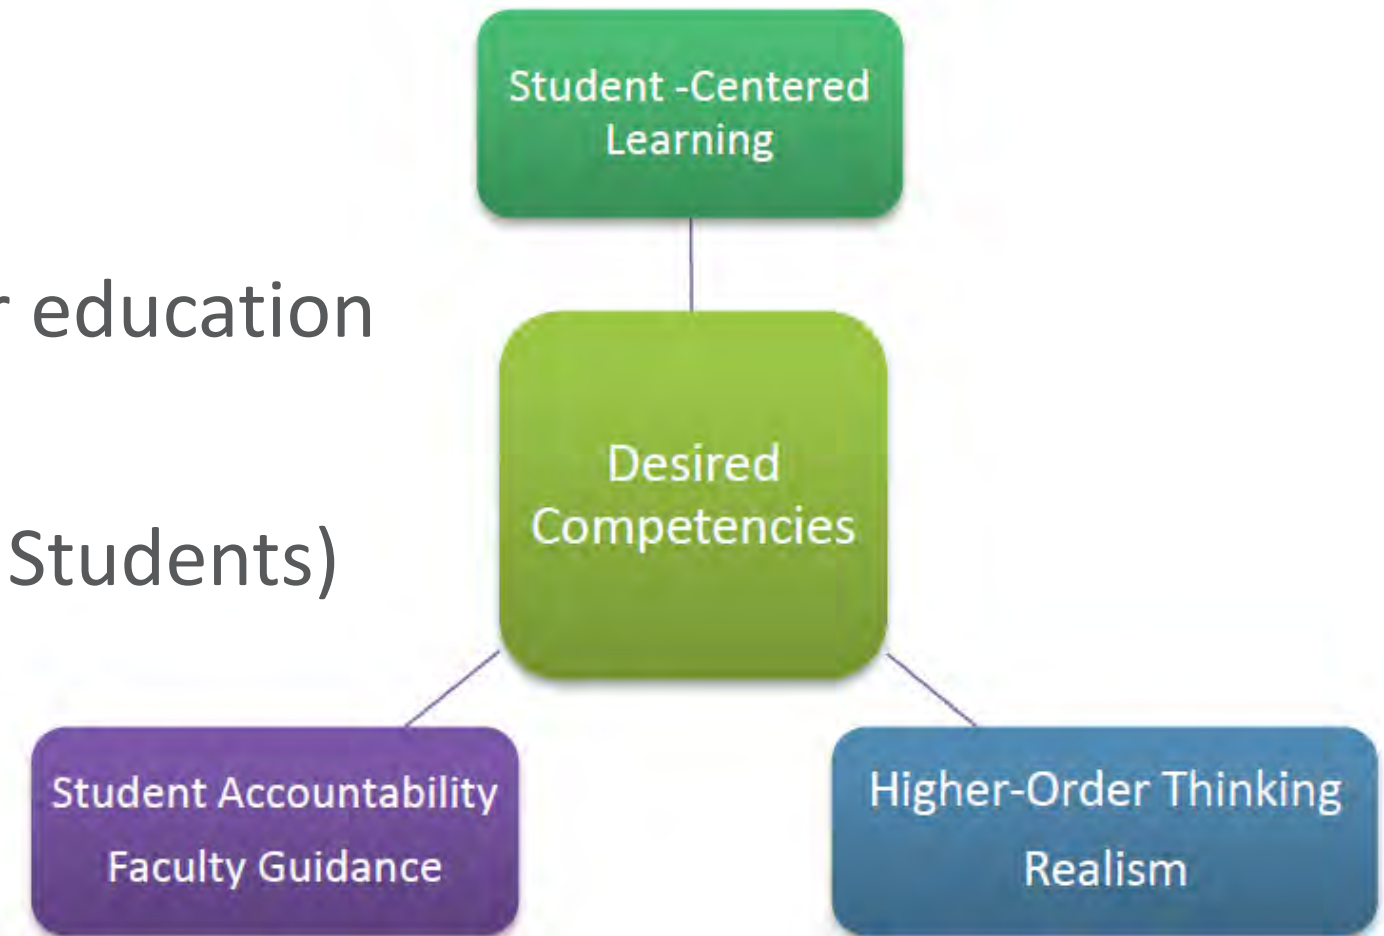 Student -Centered
Learning
r education
Desired
Competencies
Students)
Student Accountability
Faculty Guidance
Higher-Order Thinking
Realism